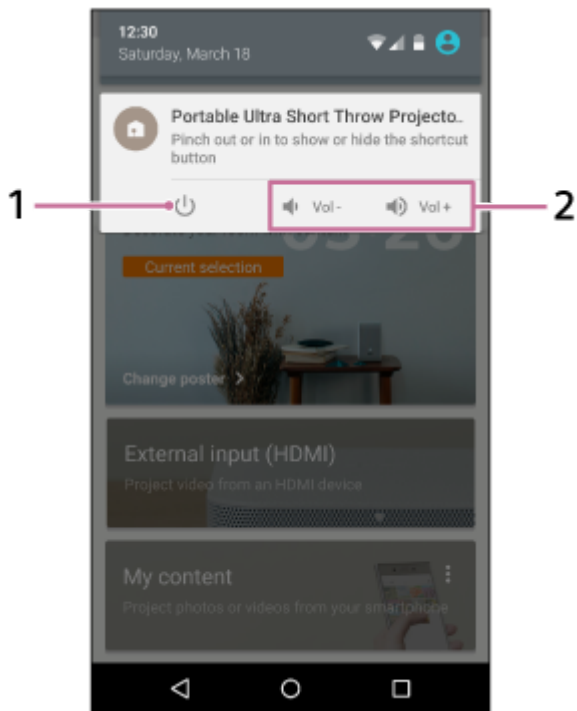 12:30
Saturday, March 18
Portable Ultra Short Throw Projecto..
Pinch out or in to show or hide the shortcut
button
1
Vol-
Vol+
2
Current selection
Change poster
External input (HDMI)
Project video from an HDMI device
My content
Project photos or videos from your smartphone